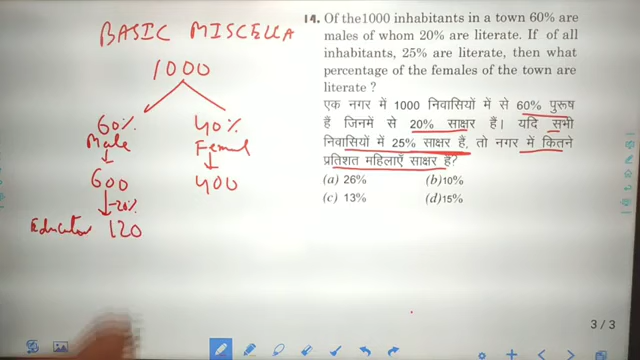 BASIC MISCELLA
1000
60% 40%
Male Femal
600 400
-20%
120
14. Of the1000 inhabitants in a town 60% are
males of whom 20% are literate. If of all
inhabitants, 25% are literate, then what
percentage of the females of the town are
literate ?
एक नगर में 1000 निवासियों में से 60% पुरूष
हैं जिनमें से 20% साक्षर हैं। यदि सभी
निवासियों में 25% साक्षर हैं, तो नगर में कितने
प्रतिशत महिलाएँ साक्षर है?
(a) 26% (b)10%
(c) 13% (d)15%
3 / 3